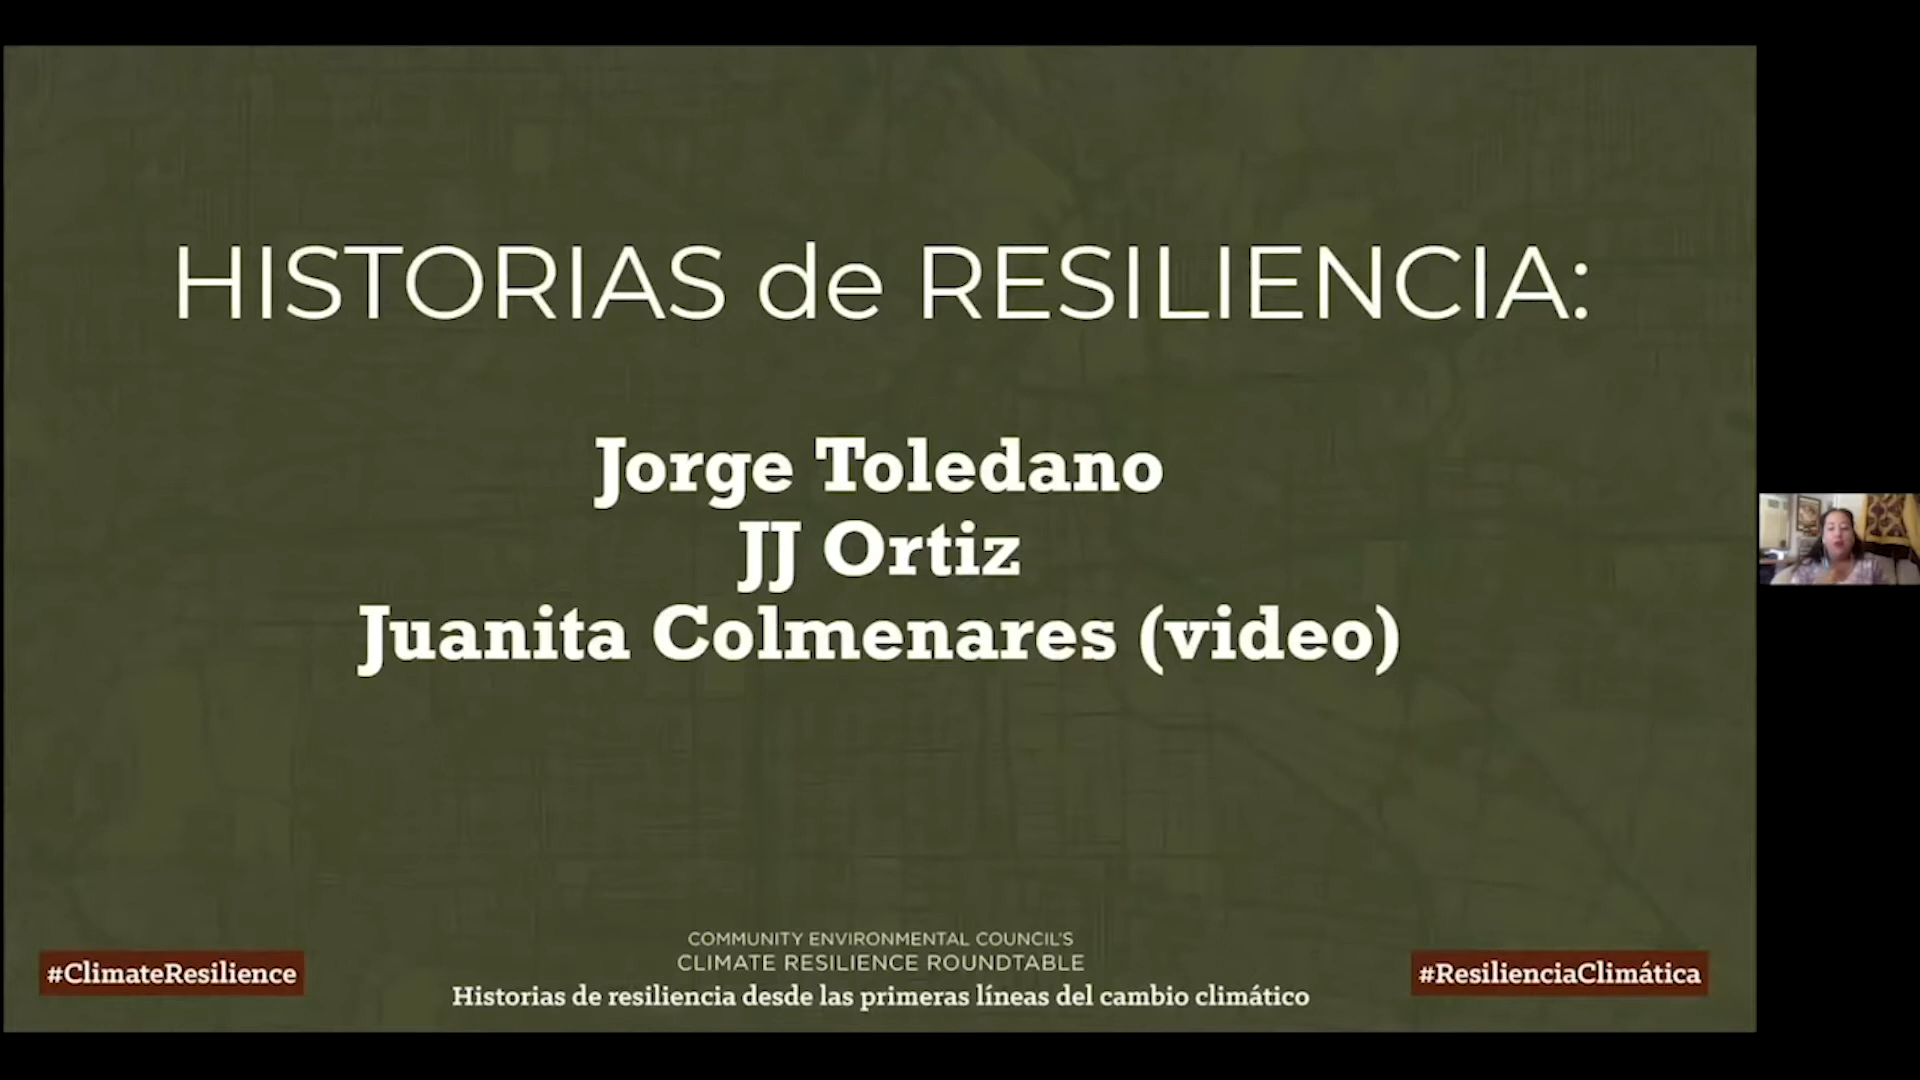 HISTORIAS de RESILIENCIA:
Jorge Toledano
JJ Ortiz
Juanita Colmenares (video)
COMMUNITY ENVIRONMENTAL COUNCIL'S
CLIMATE RESILIENCE ROUNDTABLE
Historias de resiliencia desde las primeras líneas del cambio climático
#ClimateResilience
#ResilienciaClimática